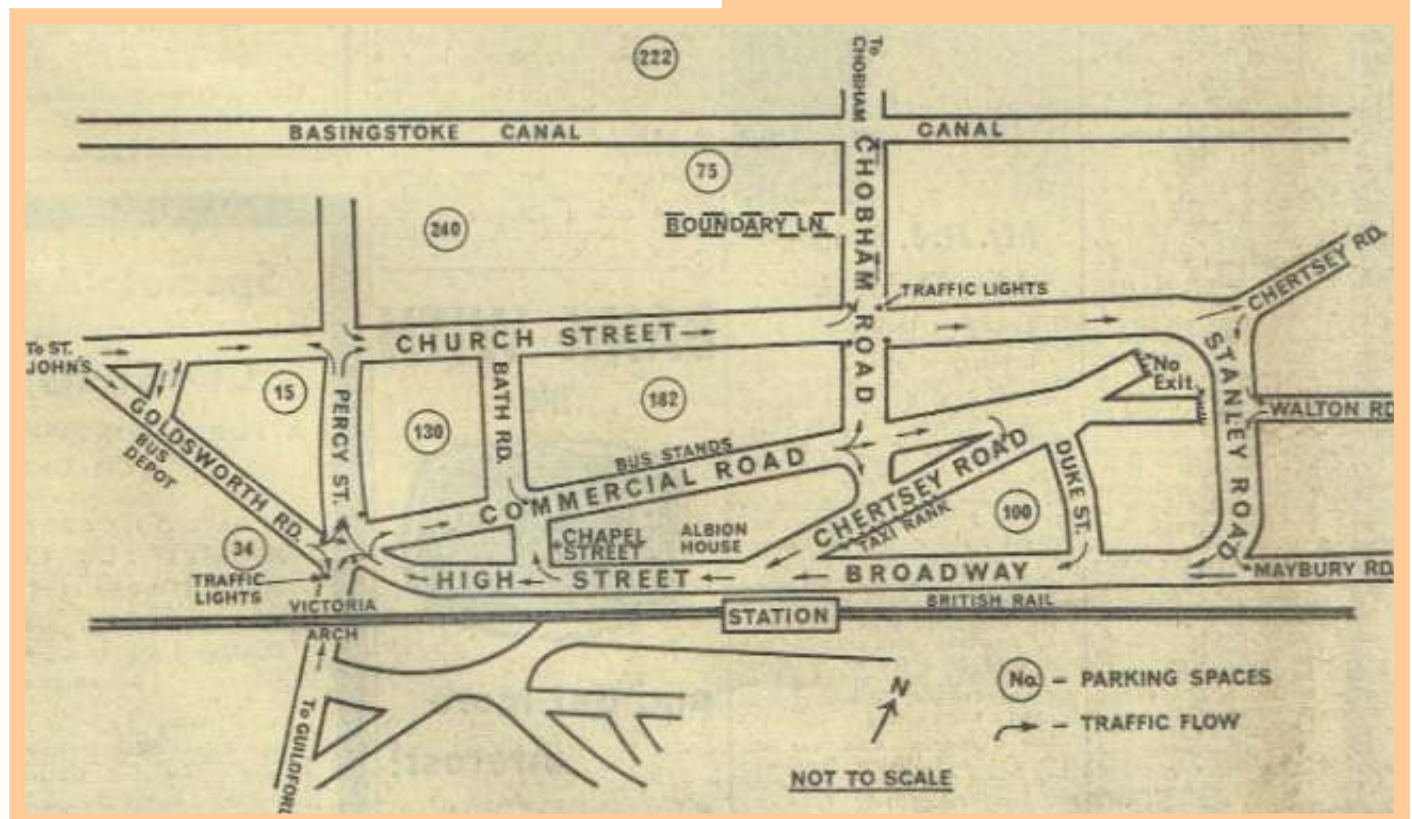 222
To
CHOBHAM
BASINGSTOKE CANAL
CANAL
75
BOUNDARY LN.
CHOBHAM ROAD
240
TRAFFIC LIGHTS
CHERTSEY RD.
CHURCH STREET
To ST.
JOHN'S
STANLEY ROAD
No
Exit
15
PERCY ST.
BATH RD.
182
WALTON RD
130
GOLDSWORTH RD.
BUS
DEPOT
BUS STANDS
COMMERCIAL ROAD
CHERTSEY ROAD
TAXI RANK
DUKE ST.
100
CHAPEL
STREET
ALBION
HOUSE
34
TRAFFIC
LIGHTS
HIGH STREET
BROADWAY
MAYBURY RD
VICTORIA
ARCH
BRITISH RAIL
STATION
To GUILDFORD
N
No. - PARKING SPACES
- TRAFFIC FLOW
NOT TO SCALE